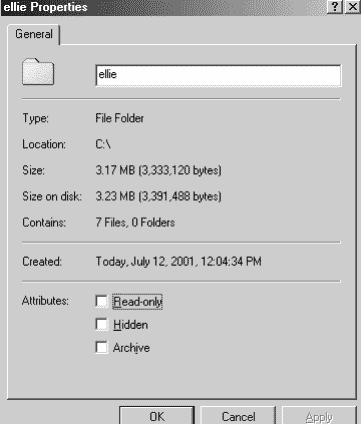 ellie Properties
General
ellie
Type: File Folder
Location: C:\
Size: 3.17 MB (3,333,120 bytes)
Size on disk: 3.23 MB (3,391,488 bytes)
Contains: 7 Files, 0 Folders
Created: Today, July 12, 2001, 12:04:34 PM
Attributes: Read-only
Hidden
Archive
OK Cancel Apply